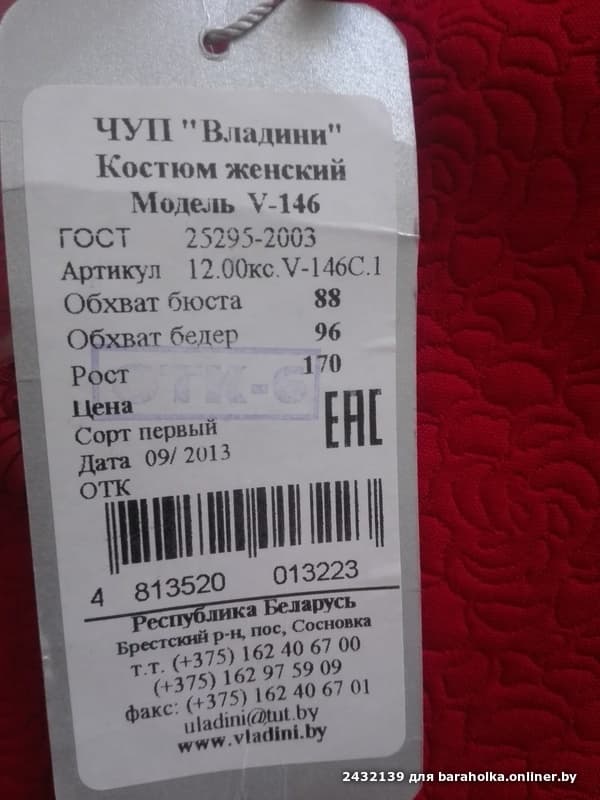 ЧУП "Владини"
Костюм женский
Модель V-146
ГОСТ 25295-2003
Артикул 12.00кс.V-146С.1
Обхват бюста 88
Обхват бедер 96
Рост 170
ОТК-6
Цена
Сорт первый
EAC
Дата 09/ 2013
ОТК
4 813520 013223
Республика Беларусь
Брестский р-н, пос, Сосновка
т.т. (+375) 162 40 67 00
(+375) 162 97 59 09
факс: (+375) 162 40 67 01
uladini@tut.by
www.vladini.by
2432139 для baraholka.onliner.by